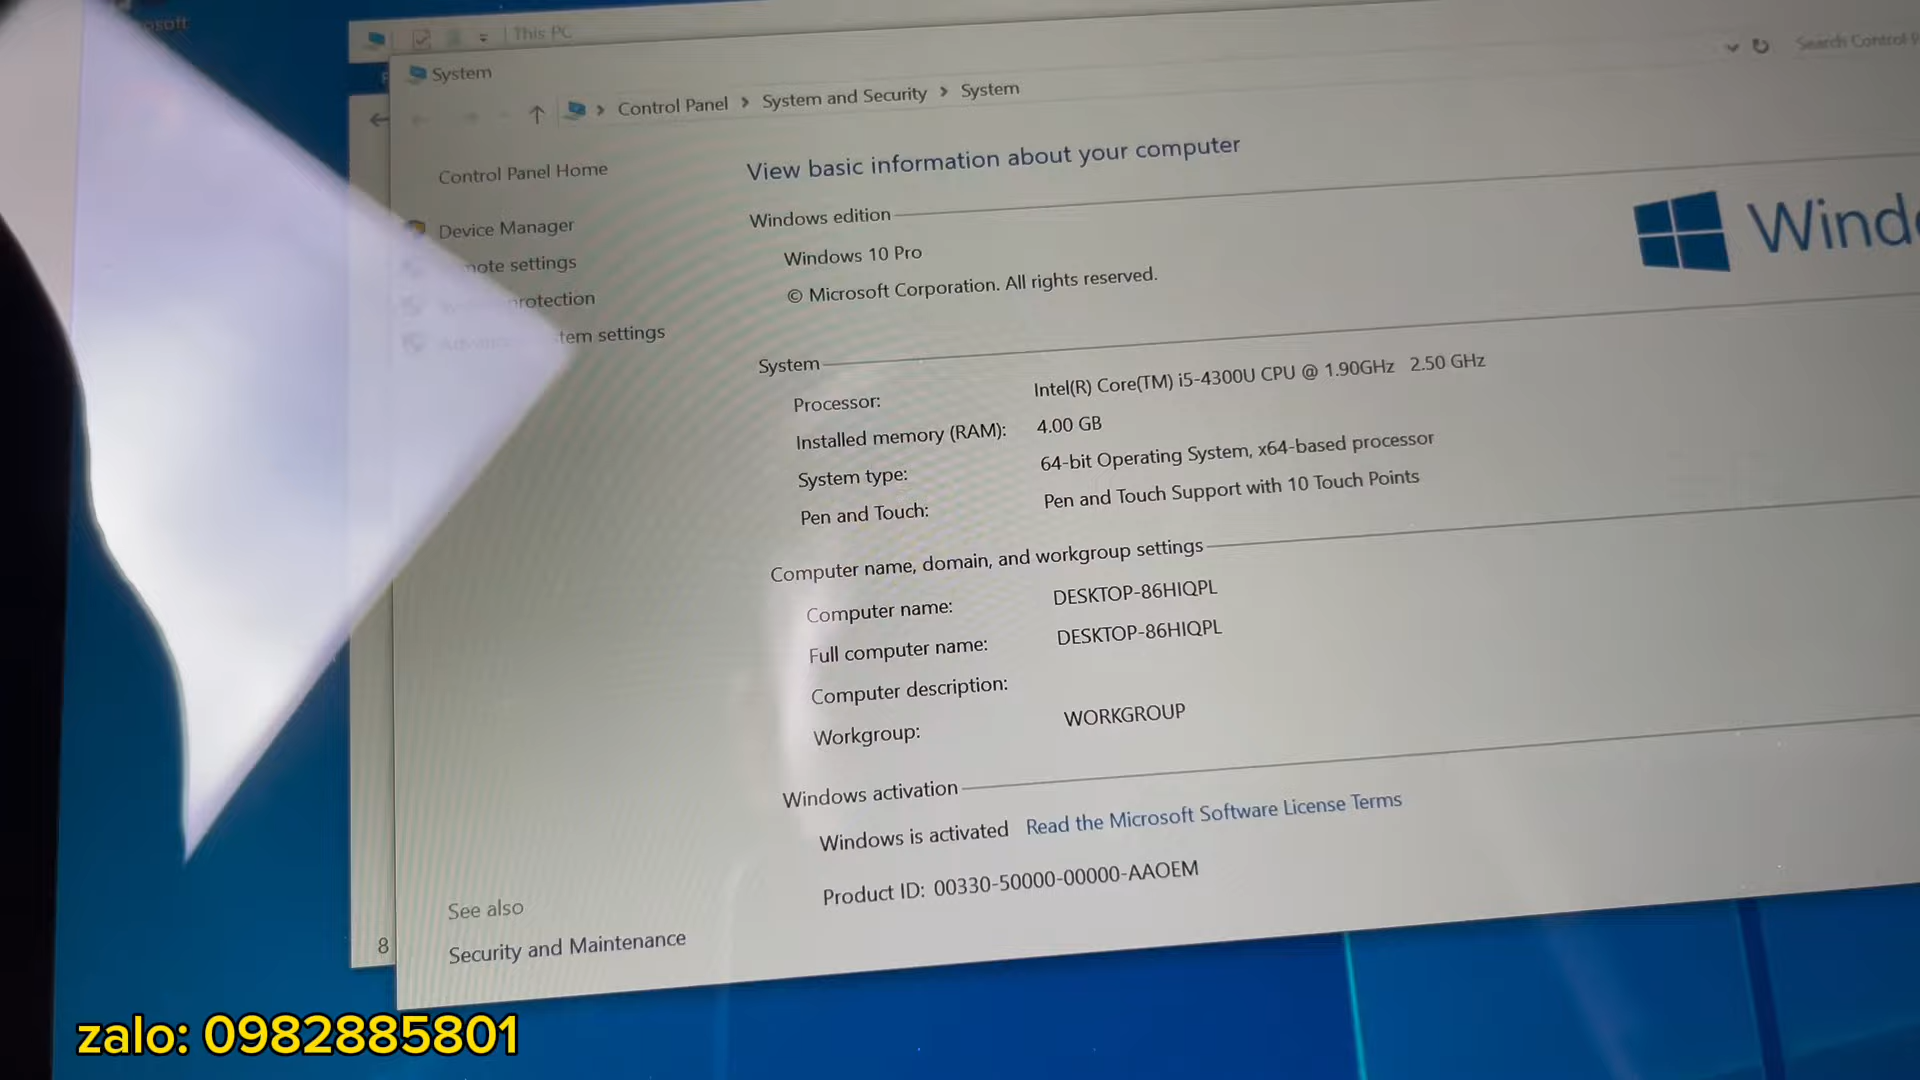 This PC
System
Control Panel > System and Security > System
Search Control
Control Panel Home
Device Manager
settings
protection
settings
View basic information about your computer
Windows edition
Windows 10 Pro
© Microsoft Corporation. All rights reserved.
System
Processor: Intel(R) Core(TM) i5-4300U CPU @ 1.90GHz 2.50 GHz
Installed memory (RAM): 4.00 GB
System type: 64-bit Operating System, x64-based processor
Pen and Touch: Pen and Touch Support with 10 Touch Points
Computer name, domain, and workgroup settings
Computer name: DESKTOP-86HIQPL
Full computer name: DESKTOP-86HIQPL
Computer description:
Workgroup: WORKGROUP
Windows activation
Windows is activated Read the Microsoft Software License Terms
Product ID: 00330-50000-00000-AAOEM
See also
Security and Maintenance
8
zalo: 0982885801